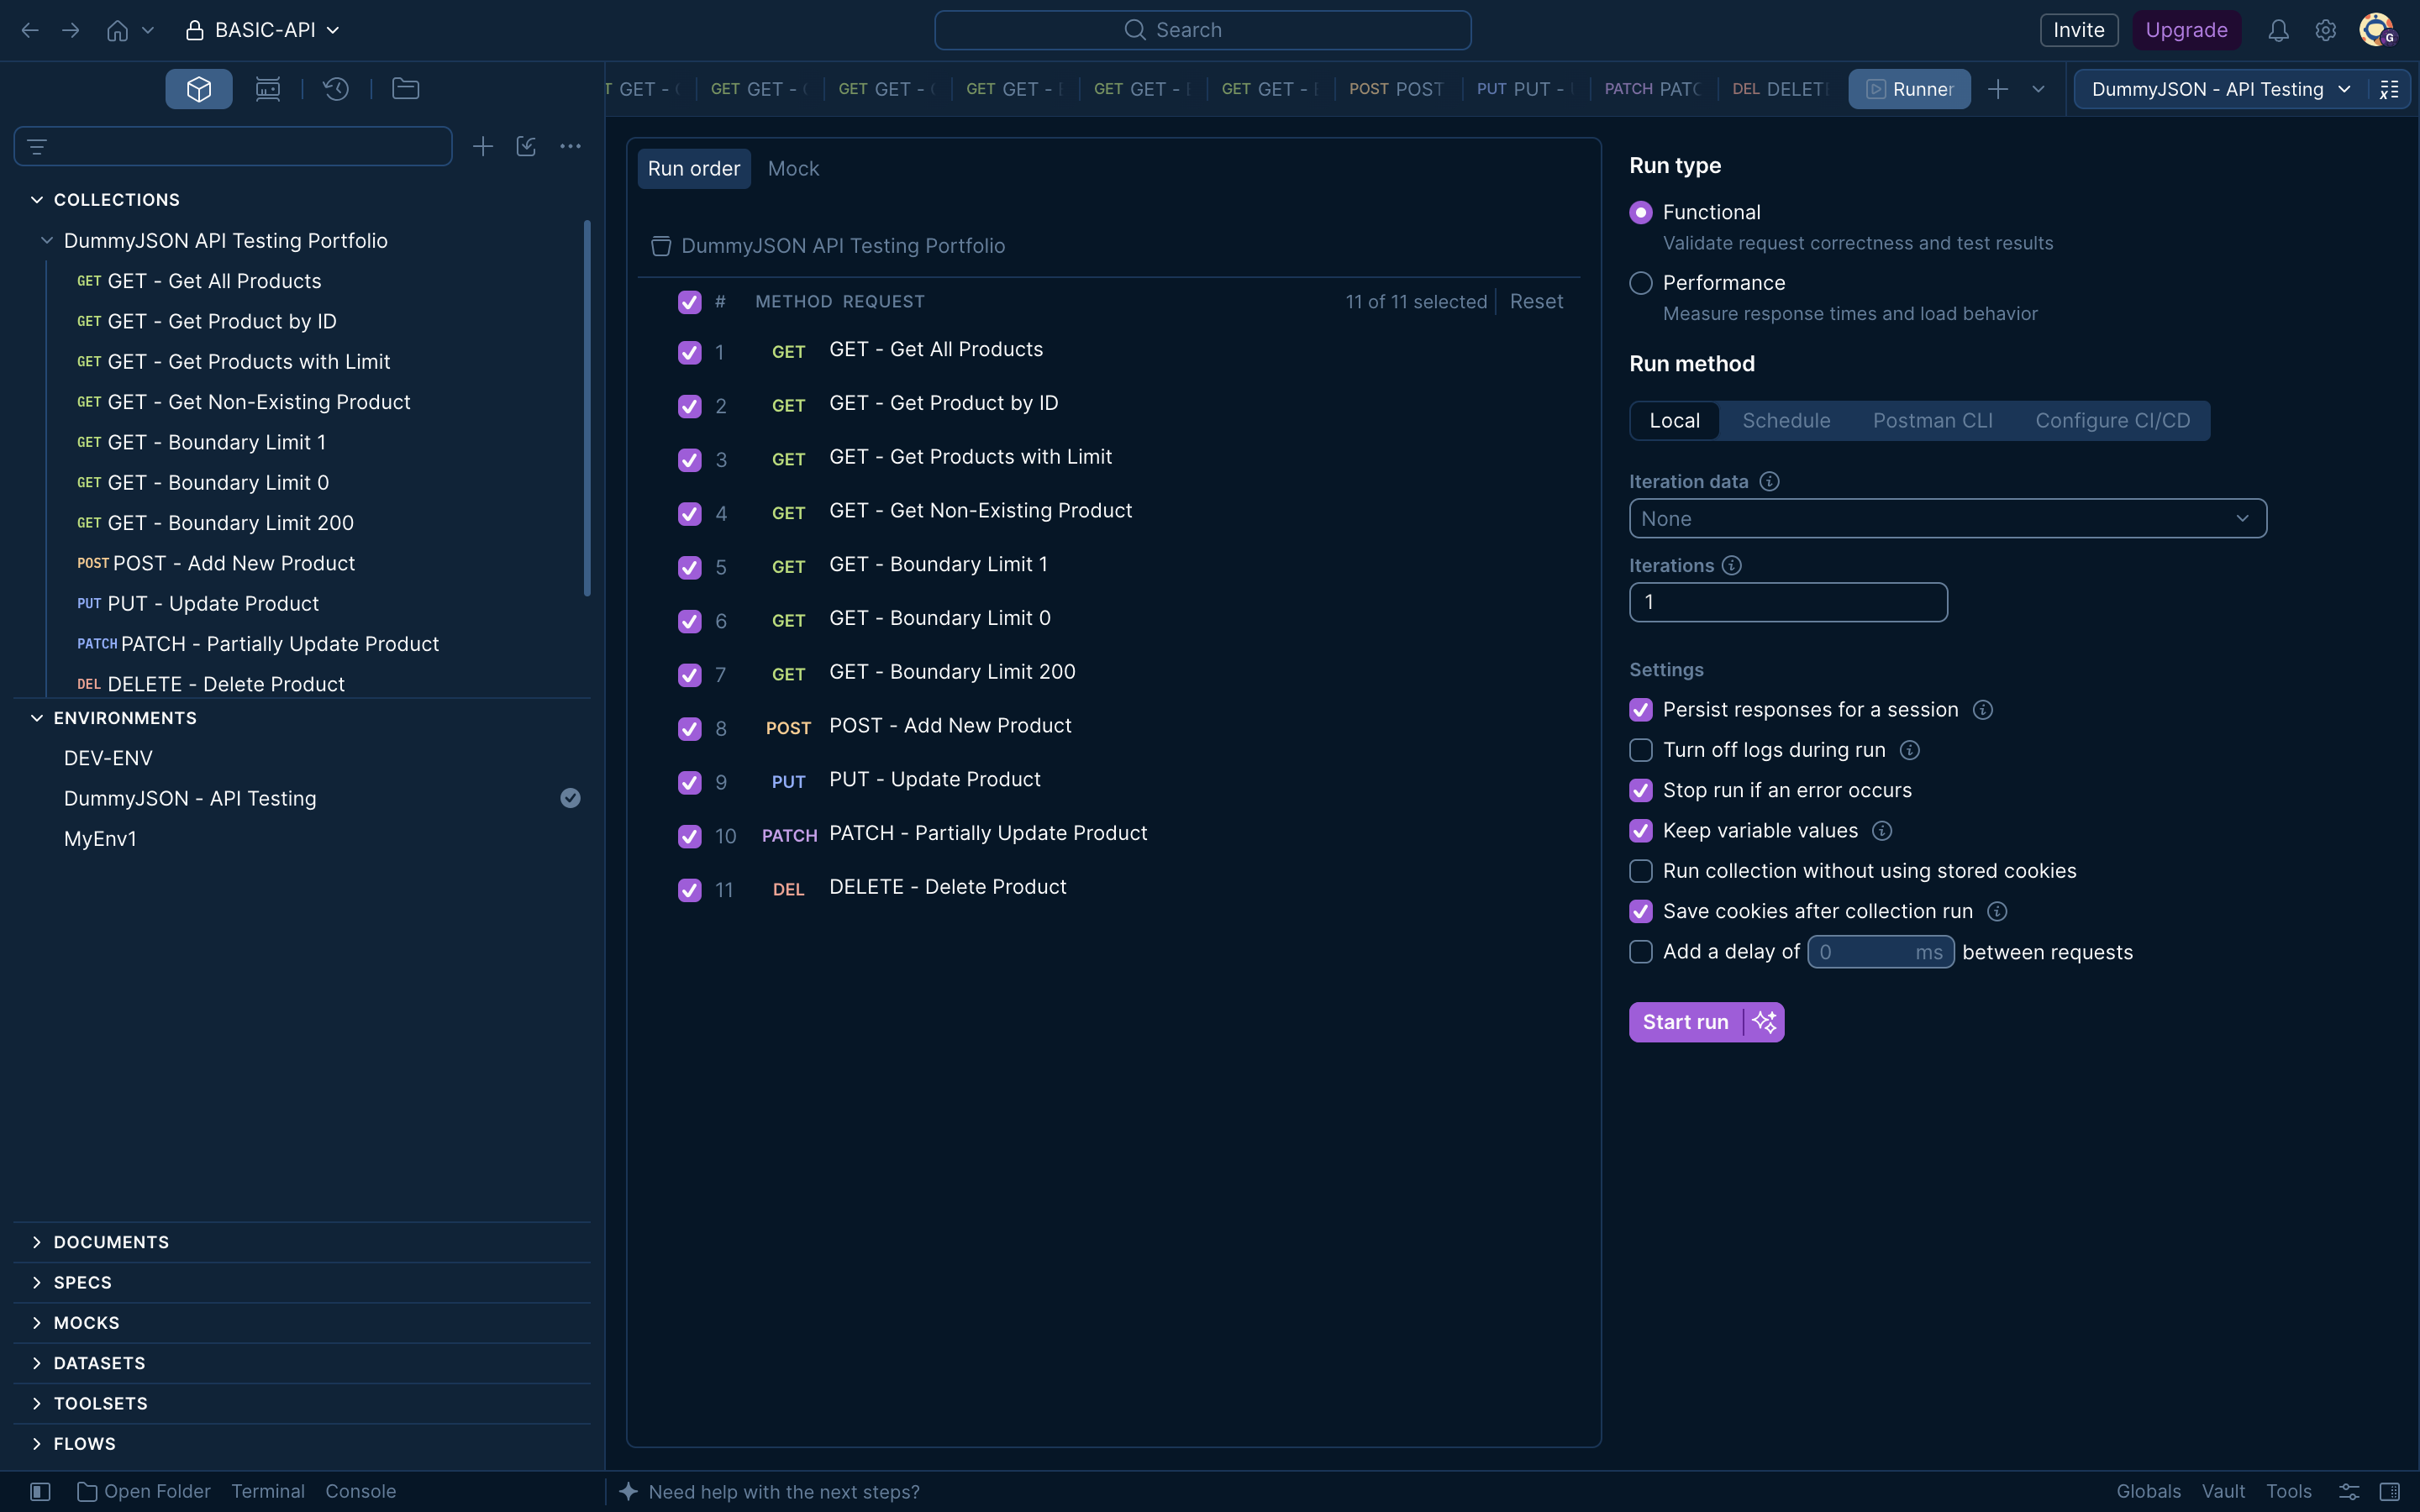 BASIC-API
Search
Invite
Upgrade
GET GET -
GET GET -
GET GET -
GET GET -
GET GET -
POST POST
PUT PUT -
PATCH PATC
DEL DELET
Runner
DummyJSON - API Testing
COLLECTIONS
DummyJSON API Testing Portfolio
GET GET - Get All Products
GET GET - Get Product by ID
GET GET - Get Products with Limit
GET GET - Get Non-Existing Product
GET GET - Boundary Limit 1
GET GET - Boundary Limit 0
GET GET - Boundary Limit 200
POST POST - Add New Product
PUT PUT - Update Product
PATCH PATCH - Partially Update Product
DEL DELETE - Delete Product
ENVIRONMENTS
DEV-ENV
DummyJSON - API Testing
MyEnv1
DOCUMENTS
SPECS
MOCKS
DATASETS
TOOLSETS
FLOWS
Run order
Mock
DummyJSON API Testing Portfolio
# METHOD REQUEST 11 of 11 selected Reset
1 GET GET - Get All Products
2 GET GET - Get Product by ID
3 GET GET - Get Products with Limit
4 GET GET - Get Non-Existing Product
5 GET GET - Boundary Limit 1
6 GET GET - Boundary Limit 0
7 GET GET - Boundary Limit 200
8 POST POST - Add New Product
9 PUT PUT - Update Product
10 PATCH PATCH - Partially Update Product
11 DEL DELETE - Delete Product
Run type
Functional
Validate request correctness and test results
Performance
Measure response times and load behavior
Run method
Local Schedule Postman CLI Configure CI/CD
Iteration data
None
Iterations
1
Settings
Persist responses for a session
Turn off logs during run
Stop run if an error occurs
Keep variable values
Run collection without using stored cookies
Save cookies after collection run
Add a delay of 0 ms between requests
Start run
Open Folder Terminal Console
Need help with the next steps?
Globals Vault Tools